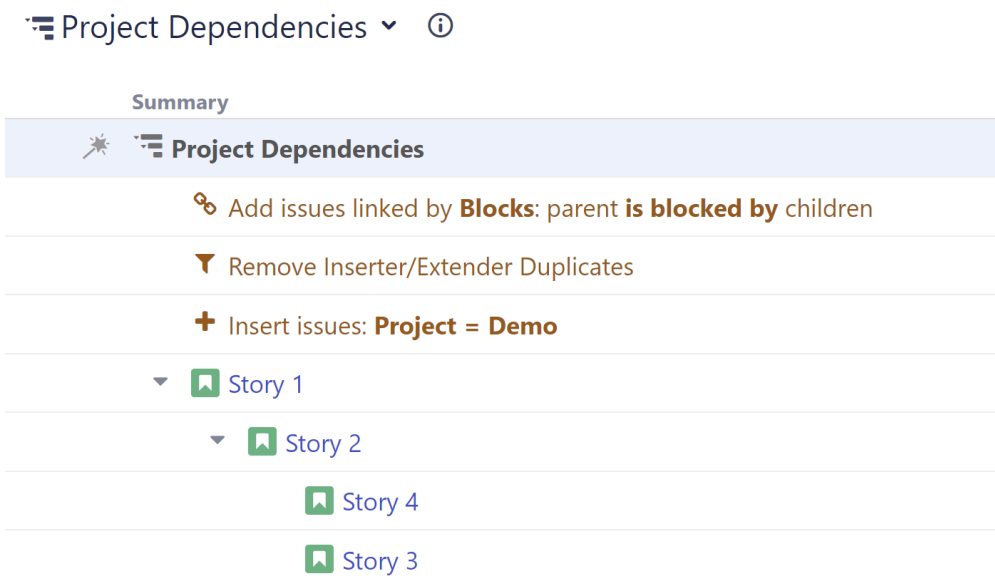 Project Dependencies
Summary
Project Dependencies
Add issues linked by Blocks: parent is blocked by children
Remove Inserter/Extender Duplicates
Insert issues: Project = Demo
Story 1
Story 2
Story 4
Story 3